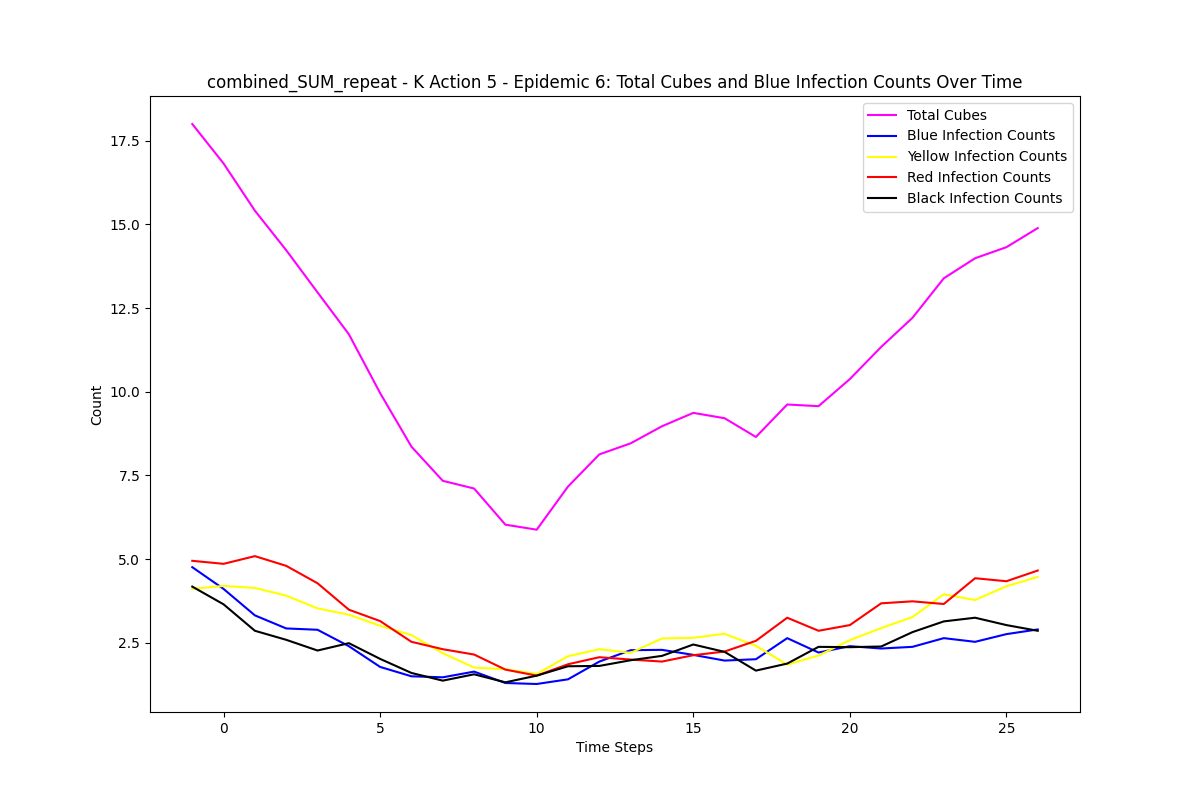 combined_SUM_repeat - K Action 5 - Epidemic 6: Total Cubes and Blue Infection Counts Over Time
Total Cubes
Blue Infection Counts
Yellow Infection Counts
Red Infection Counts
Black Infection Counts
17.5
15.0
12.5
10.0
7.5
5.0
2.5
Count
0
5
10
15
20
25
Time Steps